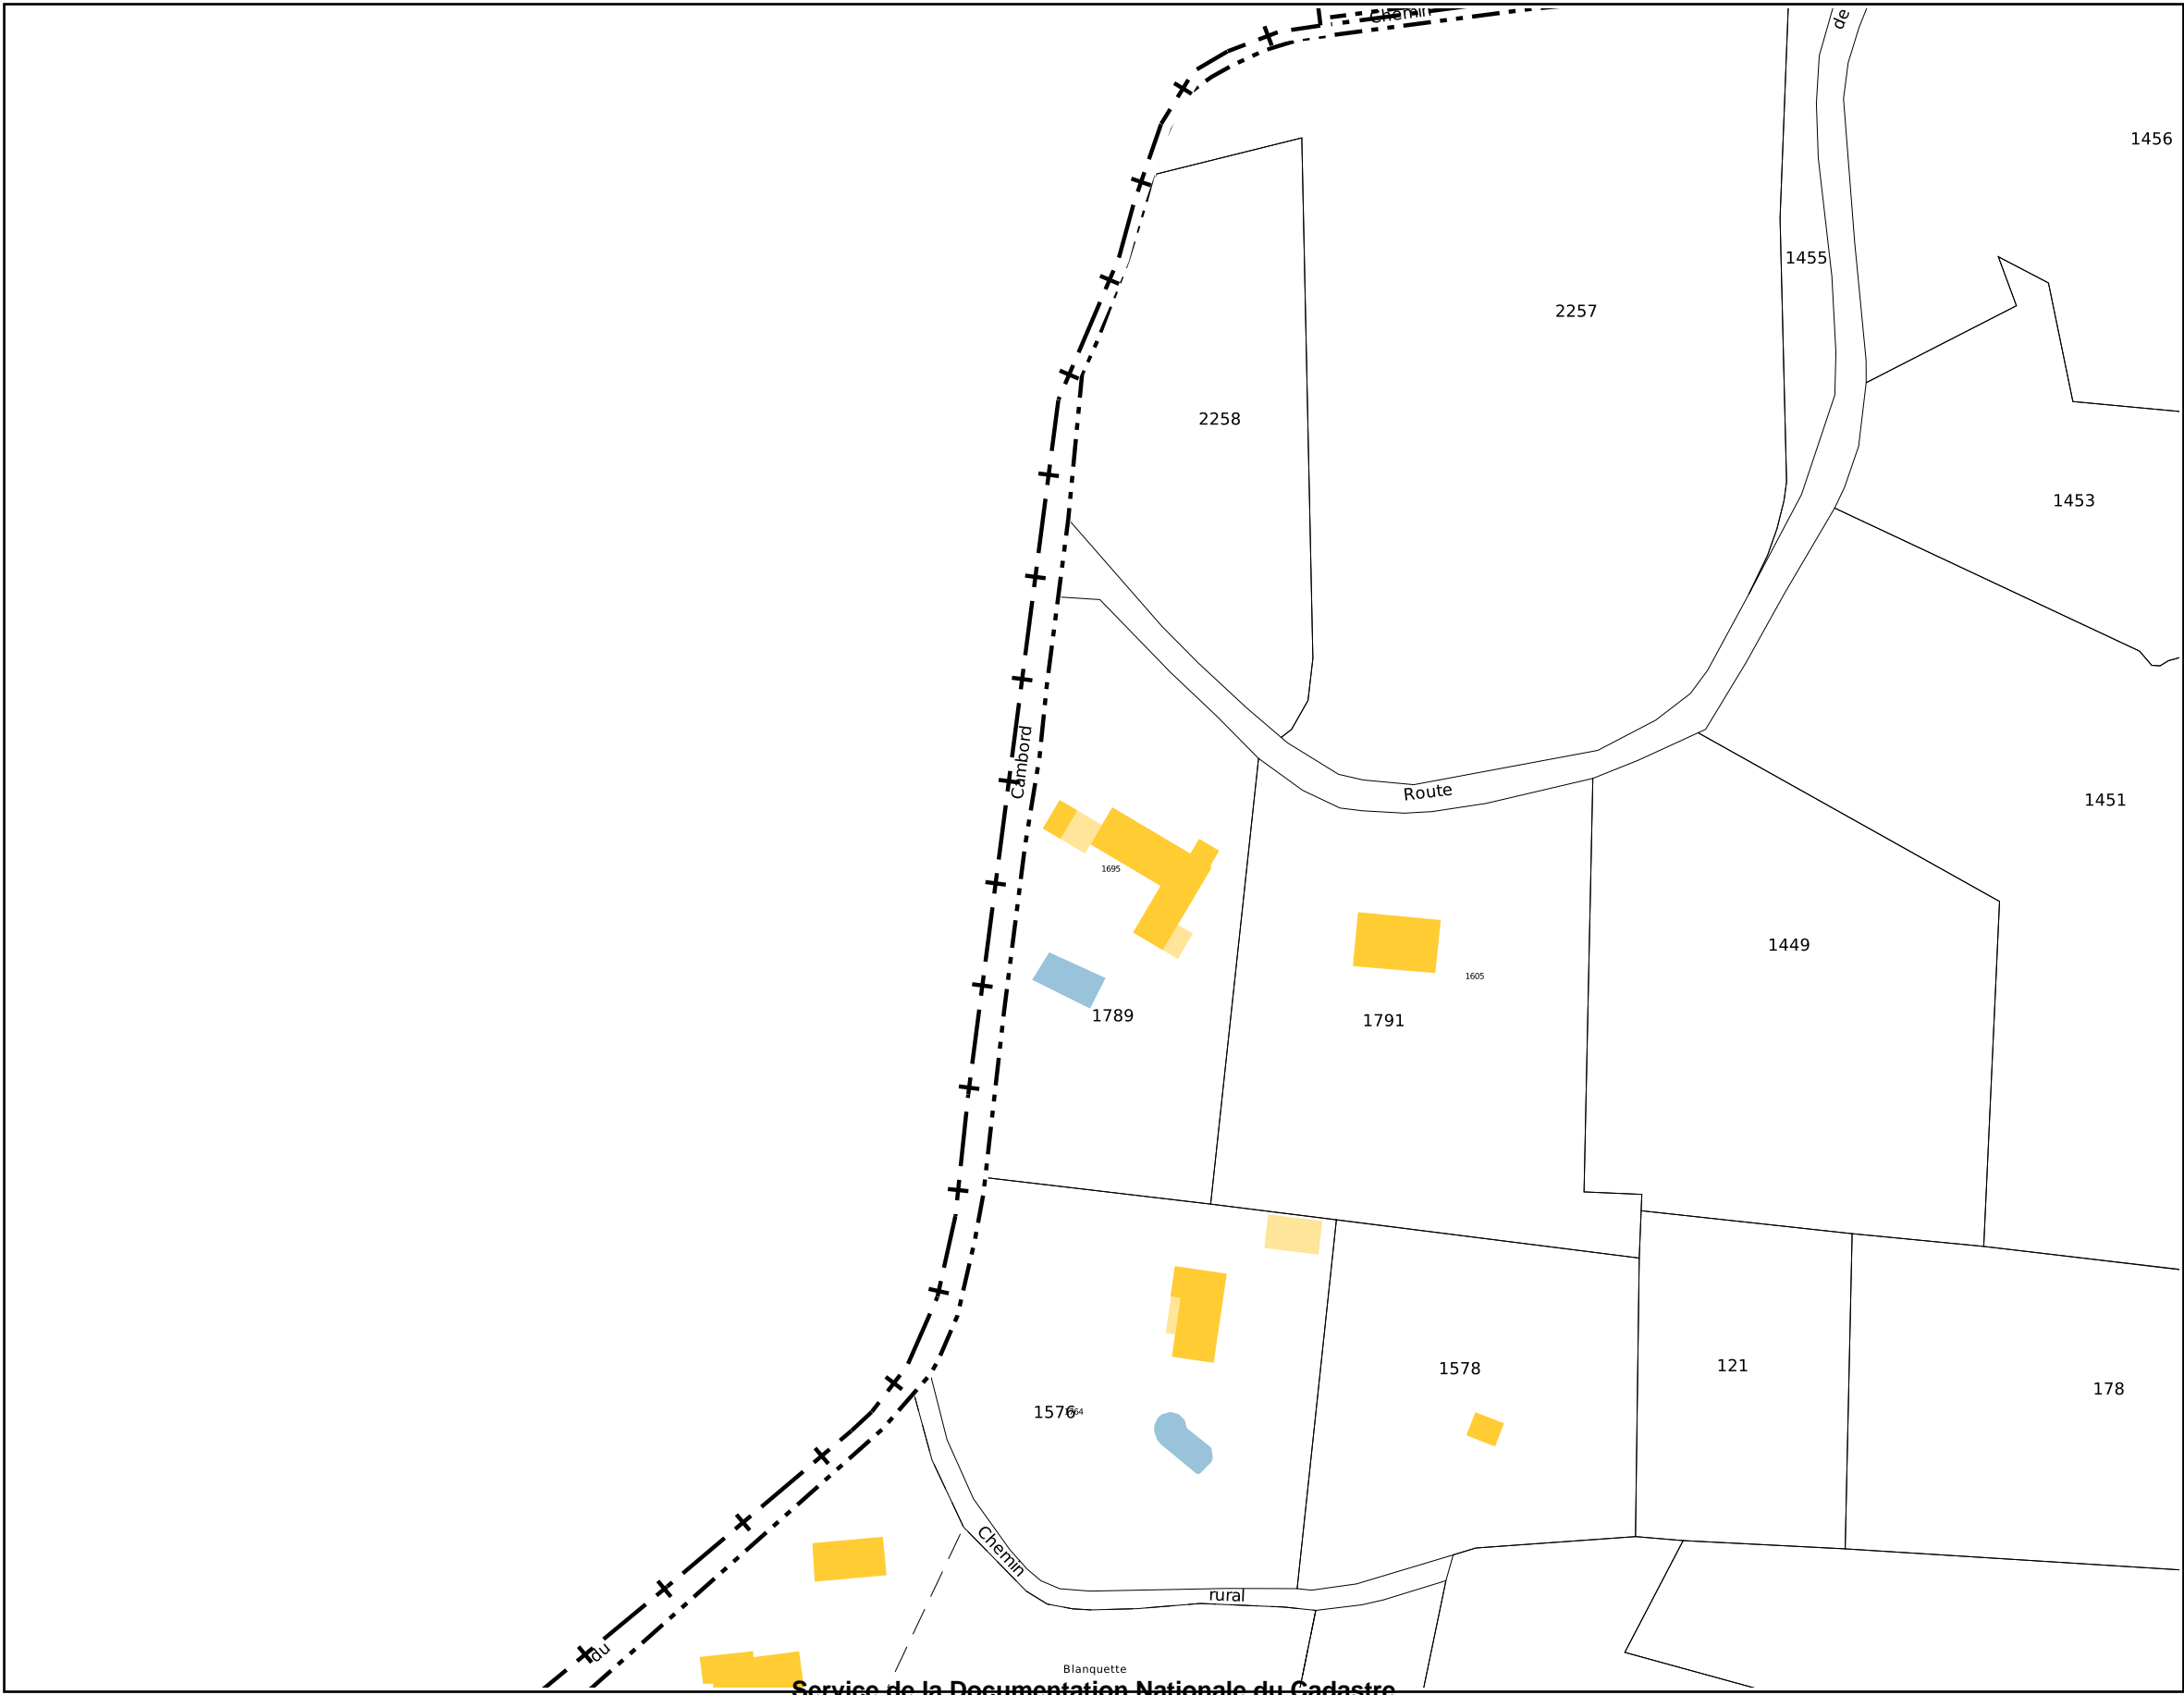 Chemin
de
1456
1455
2257
2258
1453
Cambord
Route
1451
1695
1449
1605
1789
1791
1578
121
178
1576
Chemin
rural
du
Blanquette
Service de la Documentation Nationale du Cadastre